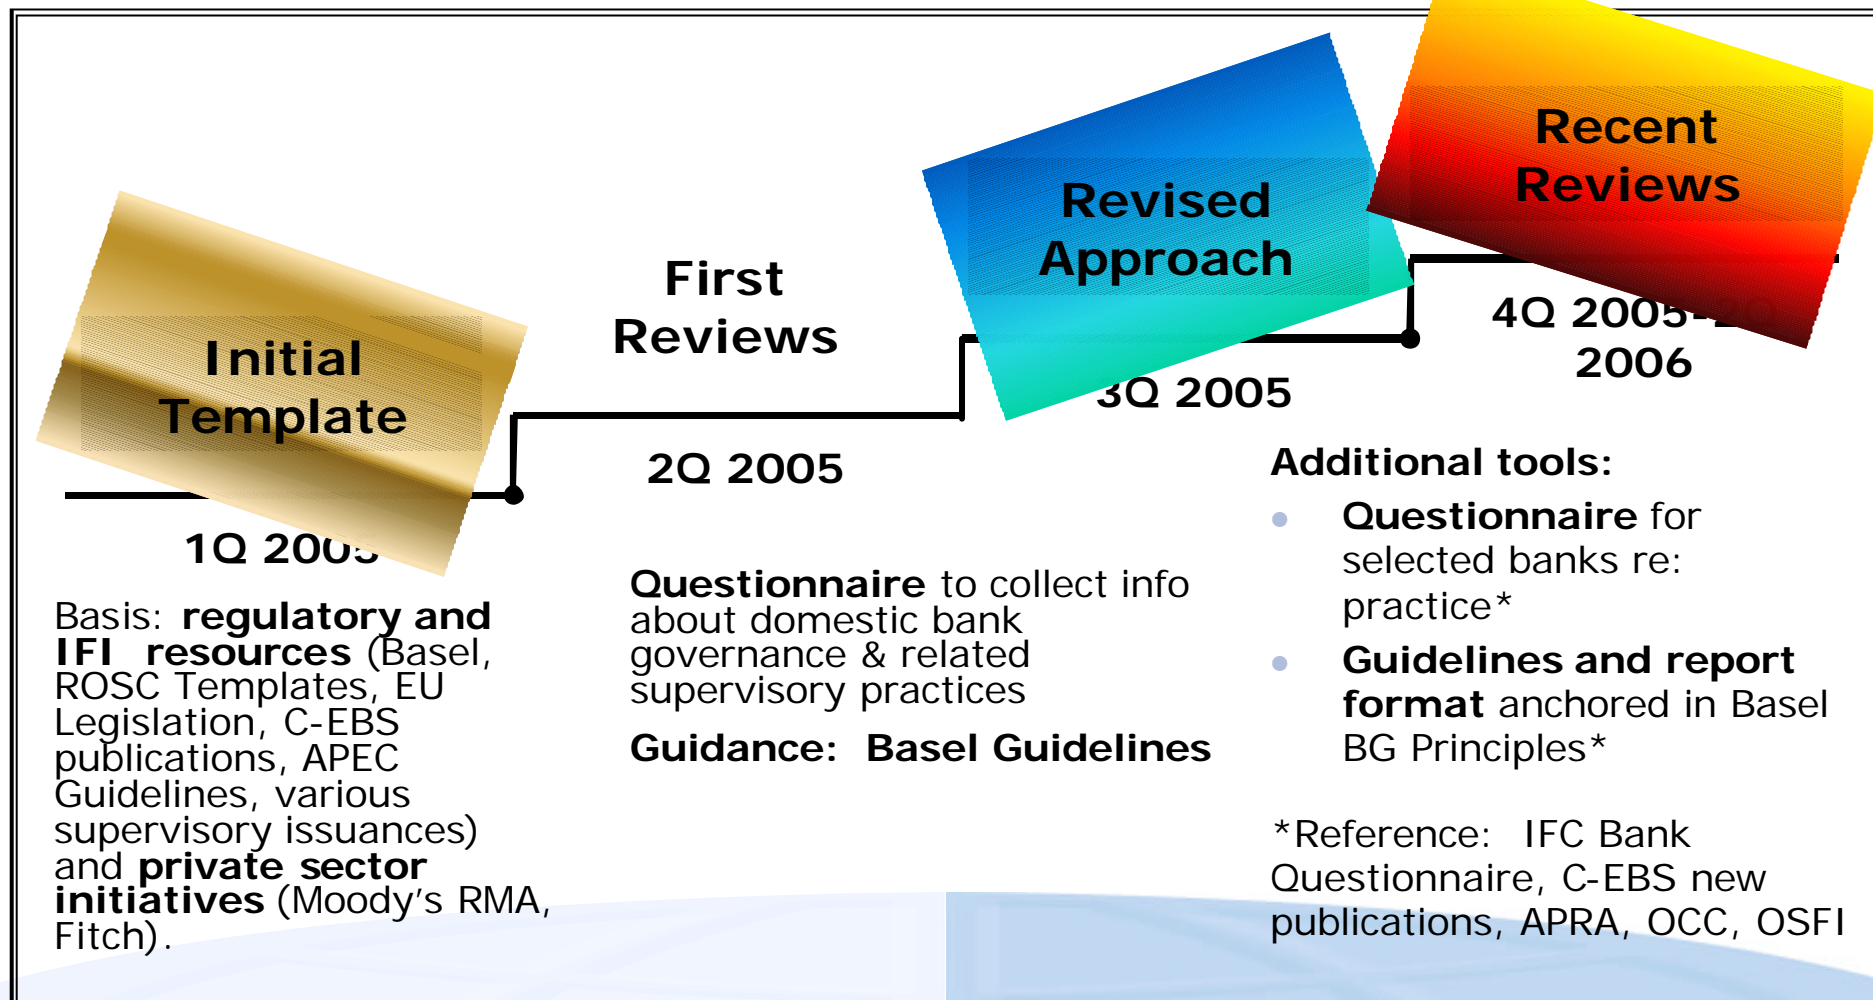 Initial
Template
1Q 2005
Basis: regulatory and
IFI resources (Basel,
ROSC Templates, EU
Legislation, C-EBS
publications, APEC
Guidelines, various
supervisory issuances)
and private sector
initiatives (Moody's RMA,
Fitch).
First
Reviews
2Q 2005
Questionnaire to collect info
about domestic bank
governance & related
supervisory practices
Guidance: Basel Guidelines
Revised
Approach
3Q 2005
Recent
Reviews
4Q 2005-2Q
2006
Additional tools:
Questionnaire for
selected banks re:
practice*
Guidelines and report
format anchored in Basel
BG Principles*
*Reference: IFC Bank
Questionnaire, C-EBS new
publications, APRA, OCC, OSFI